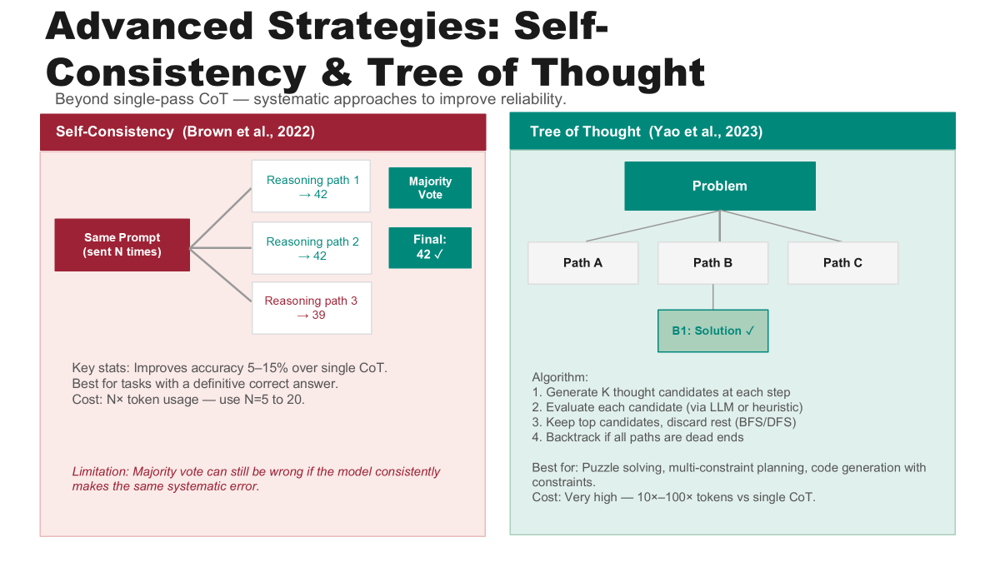 Advanced Strategies: Self-
Consistency & Tree of Thought
Beyond single-pass CoT — systematic approaches to improve reliability.
Self-Consistency (Brown et al., 2022)
Same Prompt
(sent N times)
Reasoning path 1
→ 42
Reasoning path 2
→ 42
Reasoning path 3
→ 39
Majority
Vote
Final:
42 ✓
Key stats: Improves accuracy 5–15% over single CoT.
Best for tasks with a definitive correct answer.
Cost: N× token usage — use N=5 to 20.
Limitation: Majority vote can still be wrong if the model consistently
makes the same systematic error.
Tree of Thought (Yao et al., 2023)
Problem
Path A
Path B
Path C
B1: Solution ✓
Algorithm:
1. Generate K thought candidates at each step
2. Evaluate each candidate (via LLM or heuristic)
3. Keep top candidates, discard rest (BFS/DFS)
4. Backtrack if all paths are dead ends
Best for: Puzzle solving, multi-constraint planning, code generation with
constraints.
Cost: Very high — 10×–100× tokens vs single CoT.